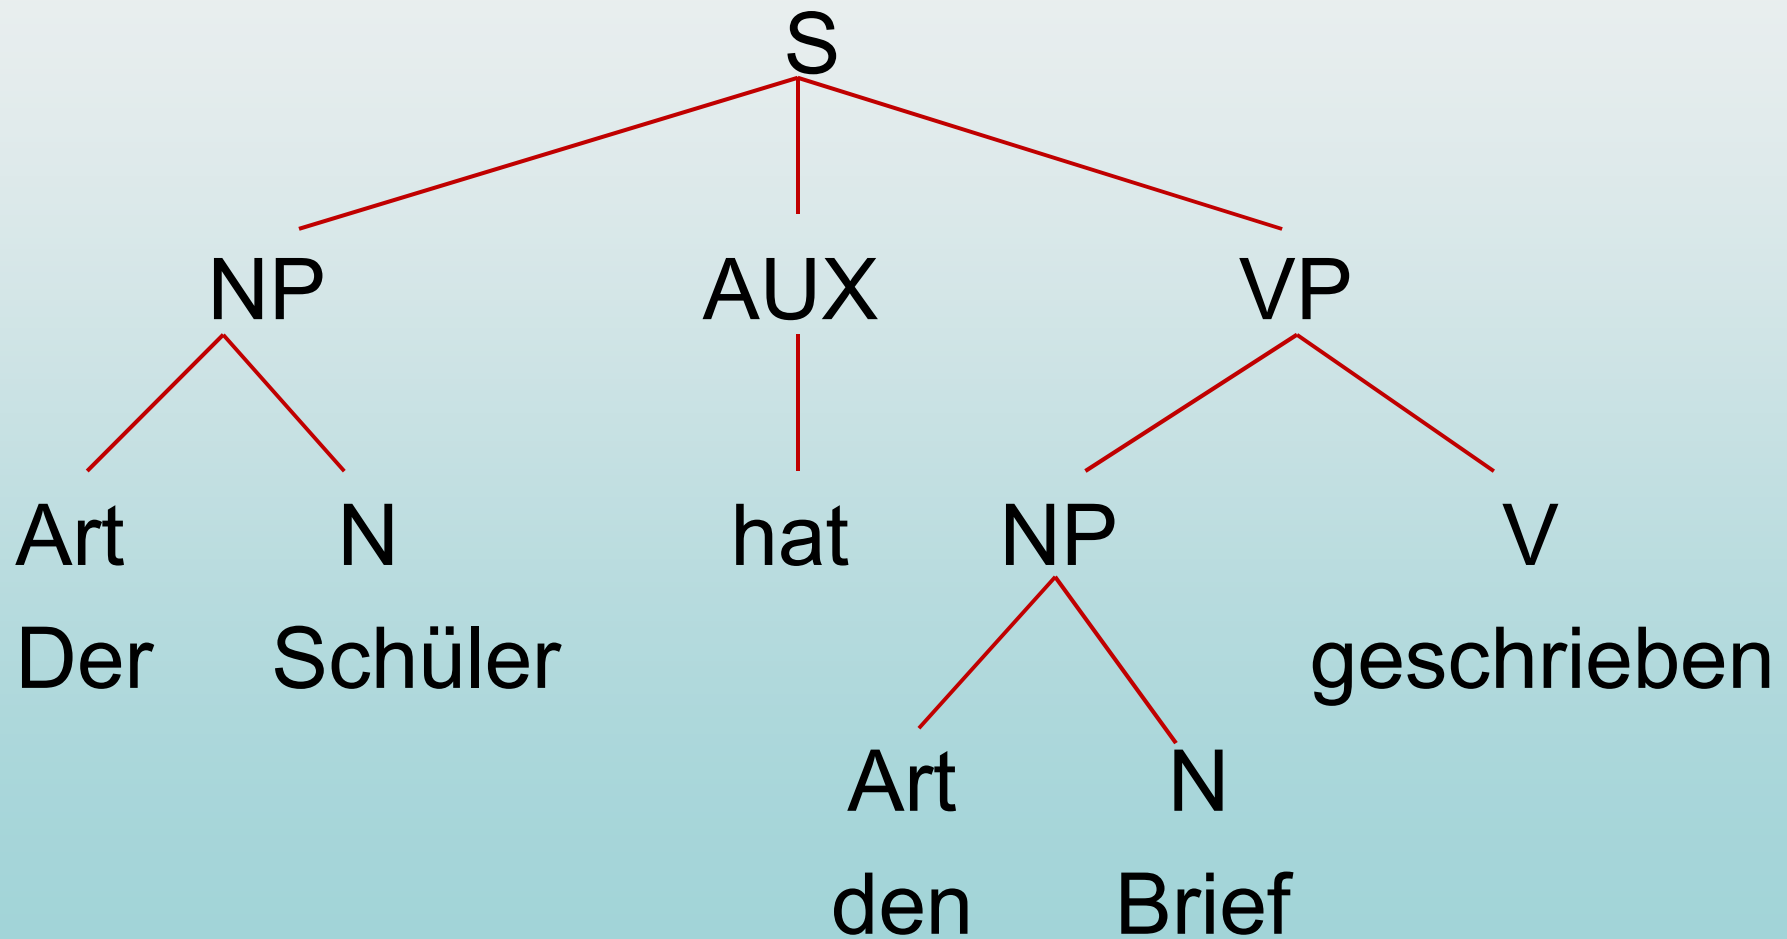 S
NP AUX VP
Art N hat NP V
Der Schüler geschrieben
Art N
den Brief